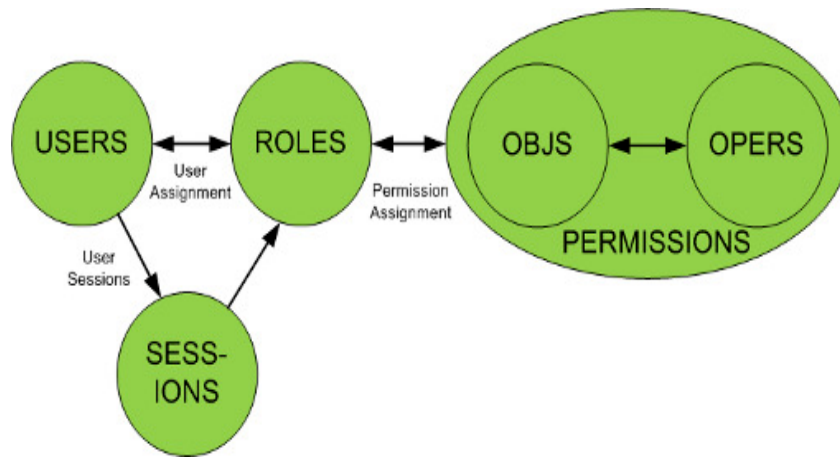 USERS
User
Assignment
ROLES
Permission
Assignment
OBJS
OPERS
PERMISSIONS
User
Sessions
SESS-
IONS